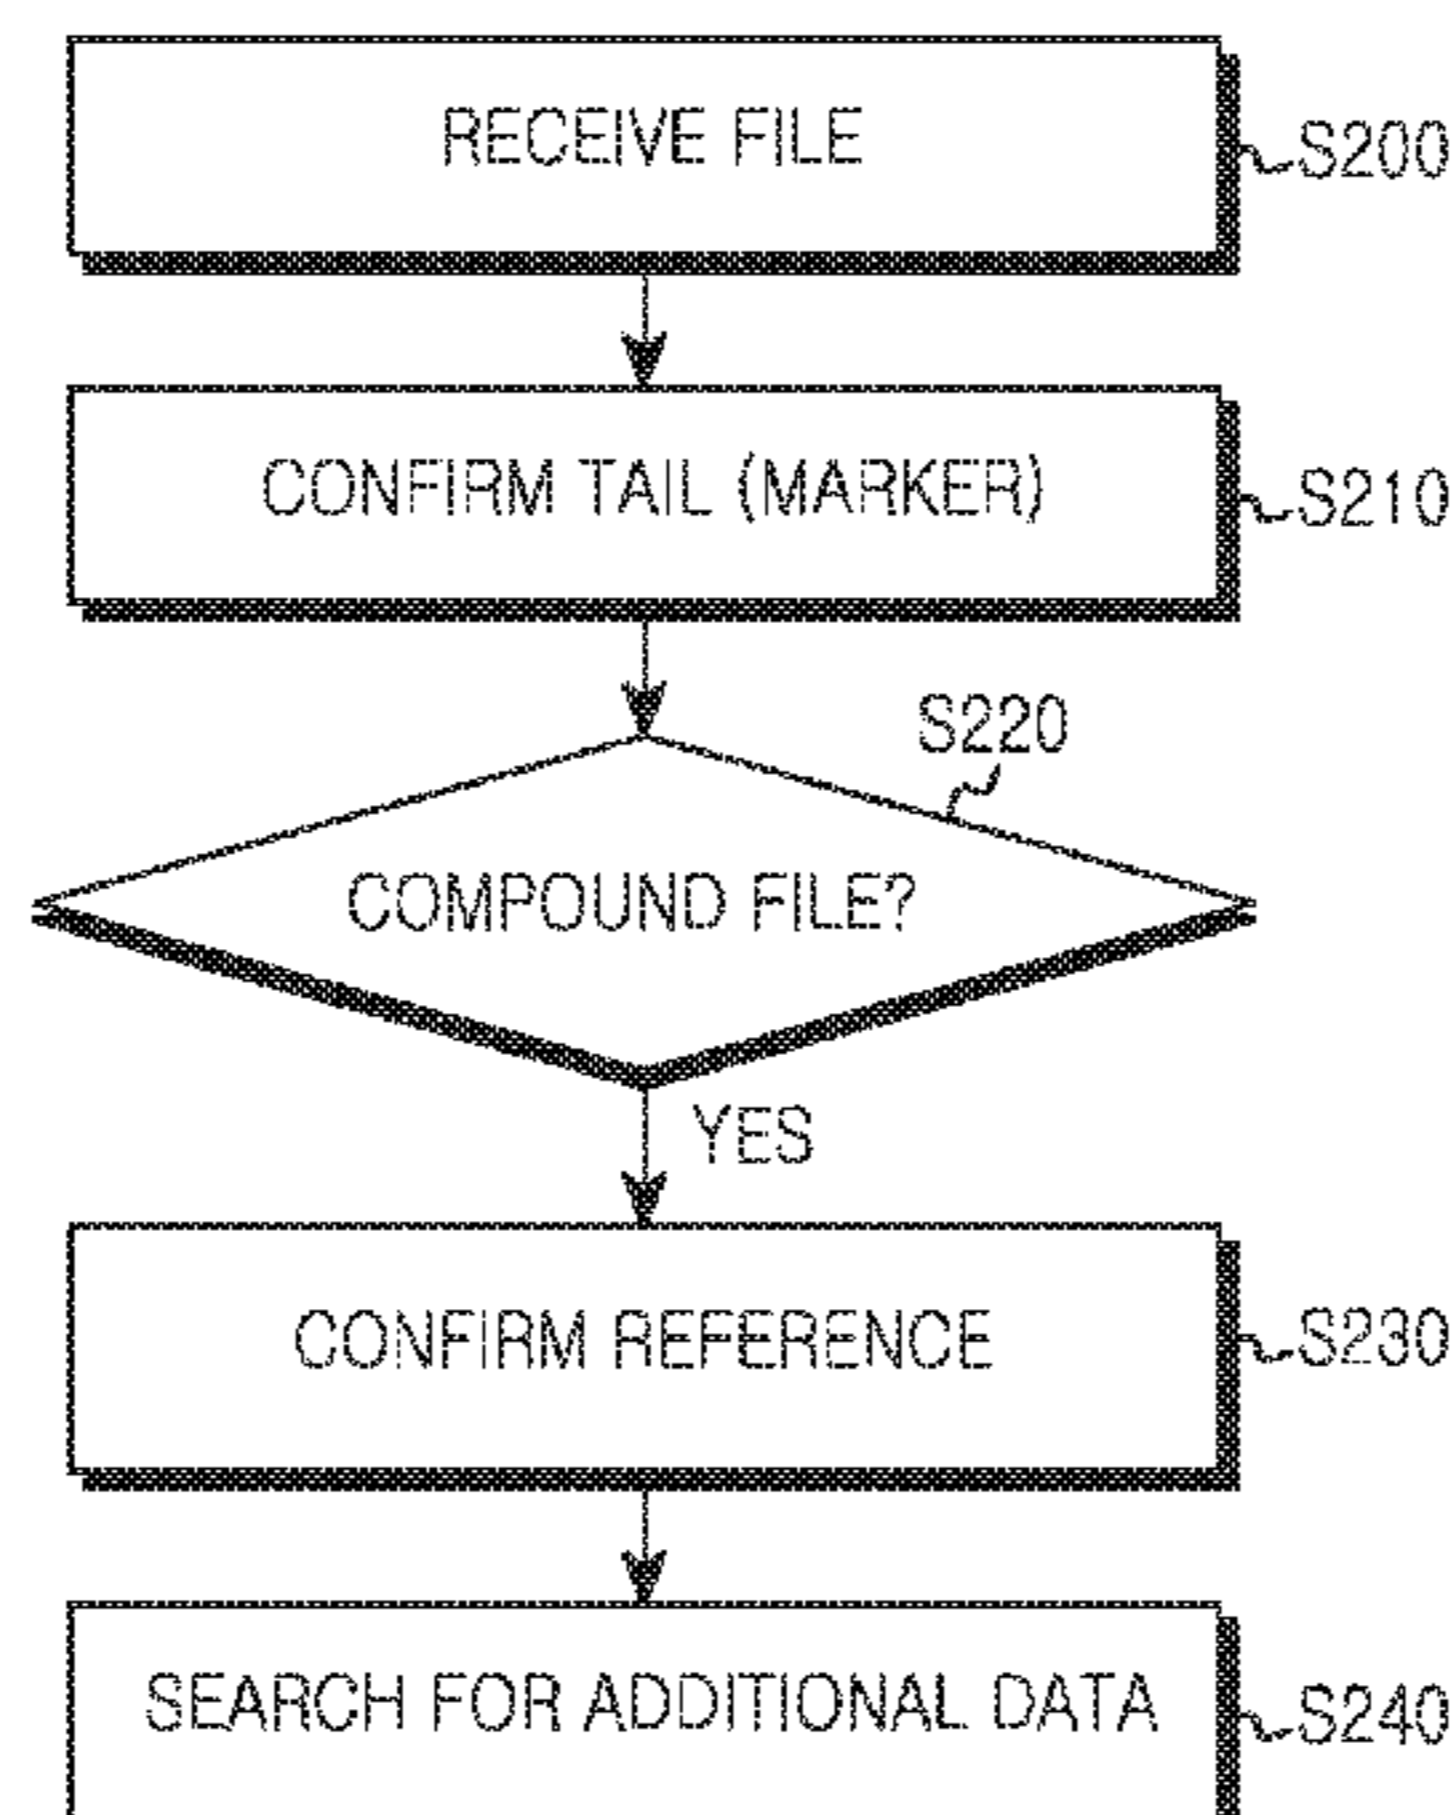 RECEIVE FILE
S200
CONFIRM TAIL (MARKER)
S210
S220
COMPOUND FILE?
YES
CONFIRM REFERENCE
S230
SEARCH FOR ADDITIONAL DATA
S240